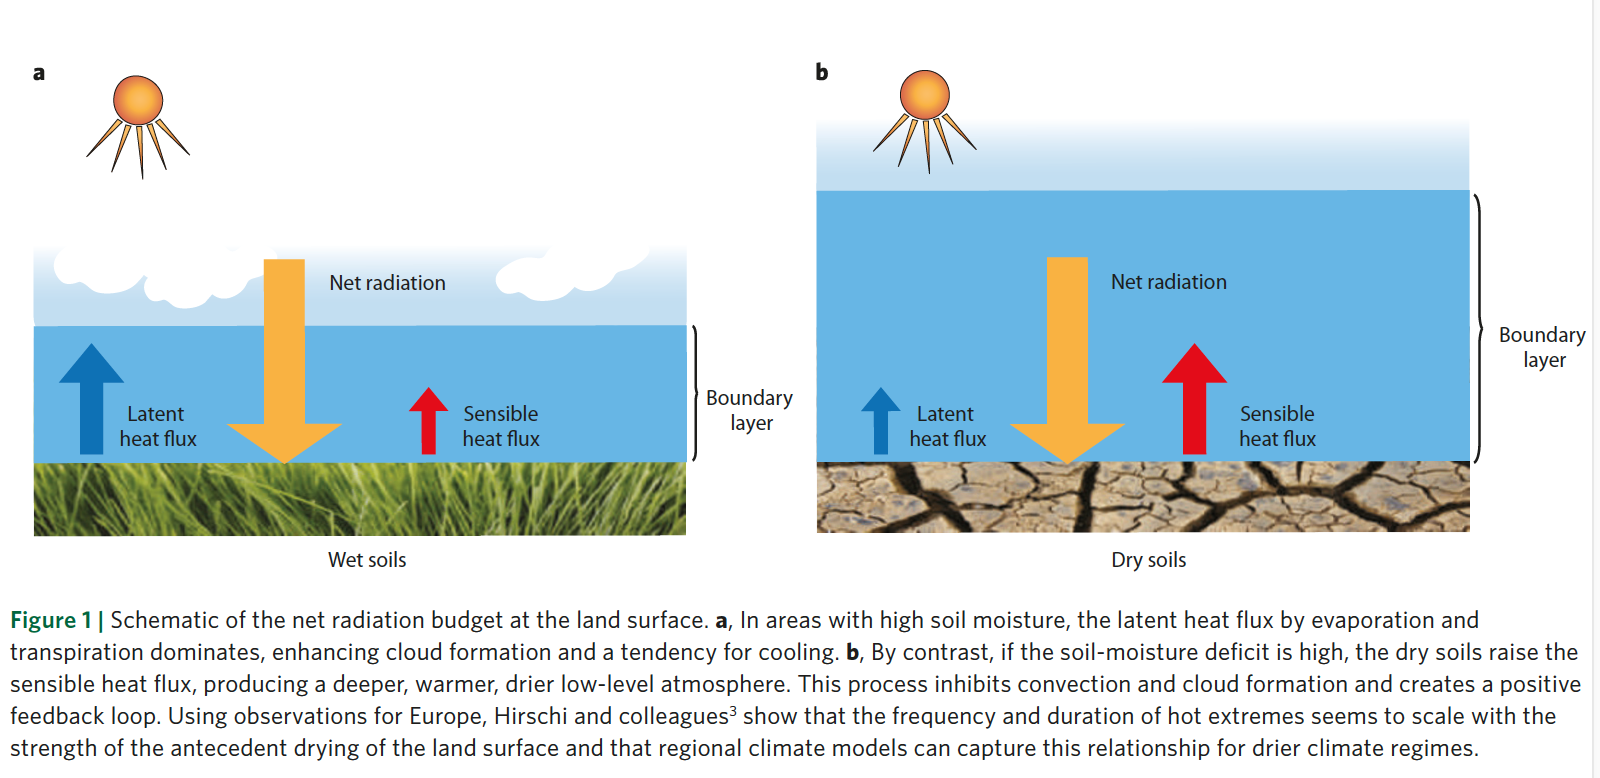 a
b
Net radiation
Net radiation
Boundary
layer
Boundary
layer
Latent
heat flux
Sensible
heat flux
Latent
heat flux
Sensible
heat flux
Wet soils
Dry soils
Figure 1 | Schematic of the net radiation budget at the land surface. a, In areas with high soil moisture, the latent heat flux by evaporation and
transpiration dominates, enhancing cloud formation and a tendency for cooling. b, By contrast, if the soil-moisture deficit is high, the dry soils raise the
sensible heat flux, producing a deeper, warmer, drier low-level atmosphere. This process inhibits convection and cloud formation and creates a positive
feedback loop. Using observations for Europe, Hirschi and colleagues³ show that the frequency and duration of hot extremes seems to scale with the
strength of the antecedent drying of the land surface and that regional climate models can capture this relationship for drier climate regimes.